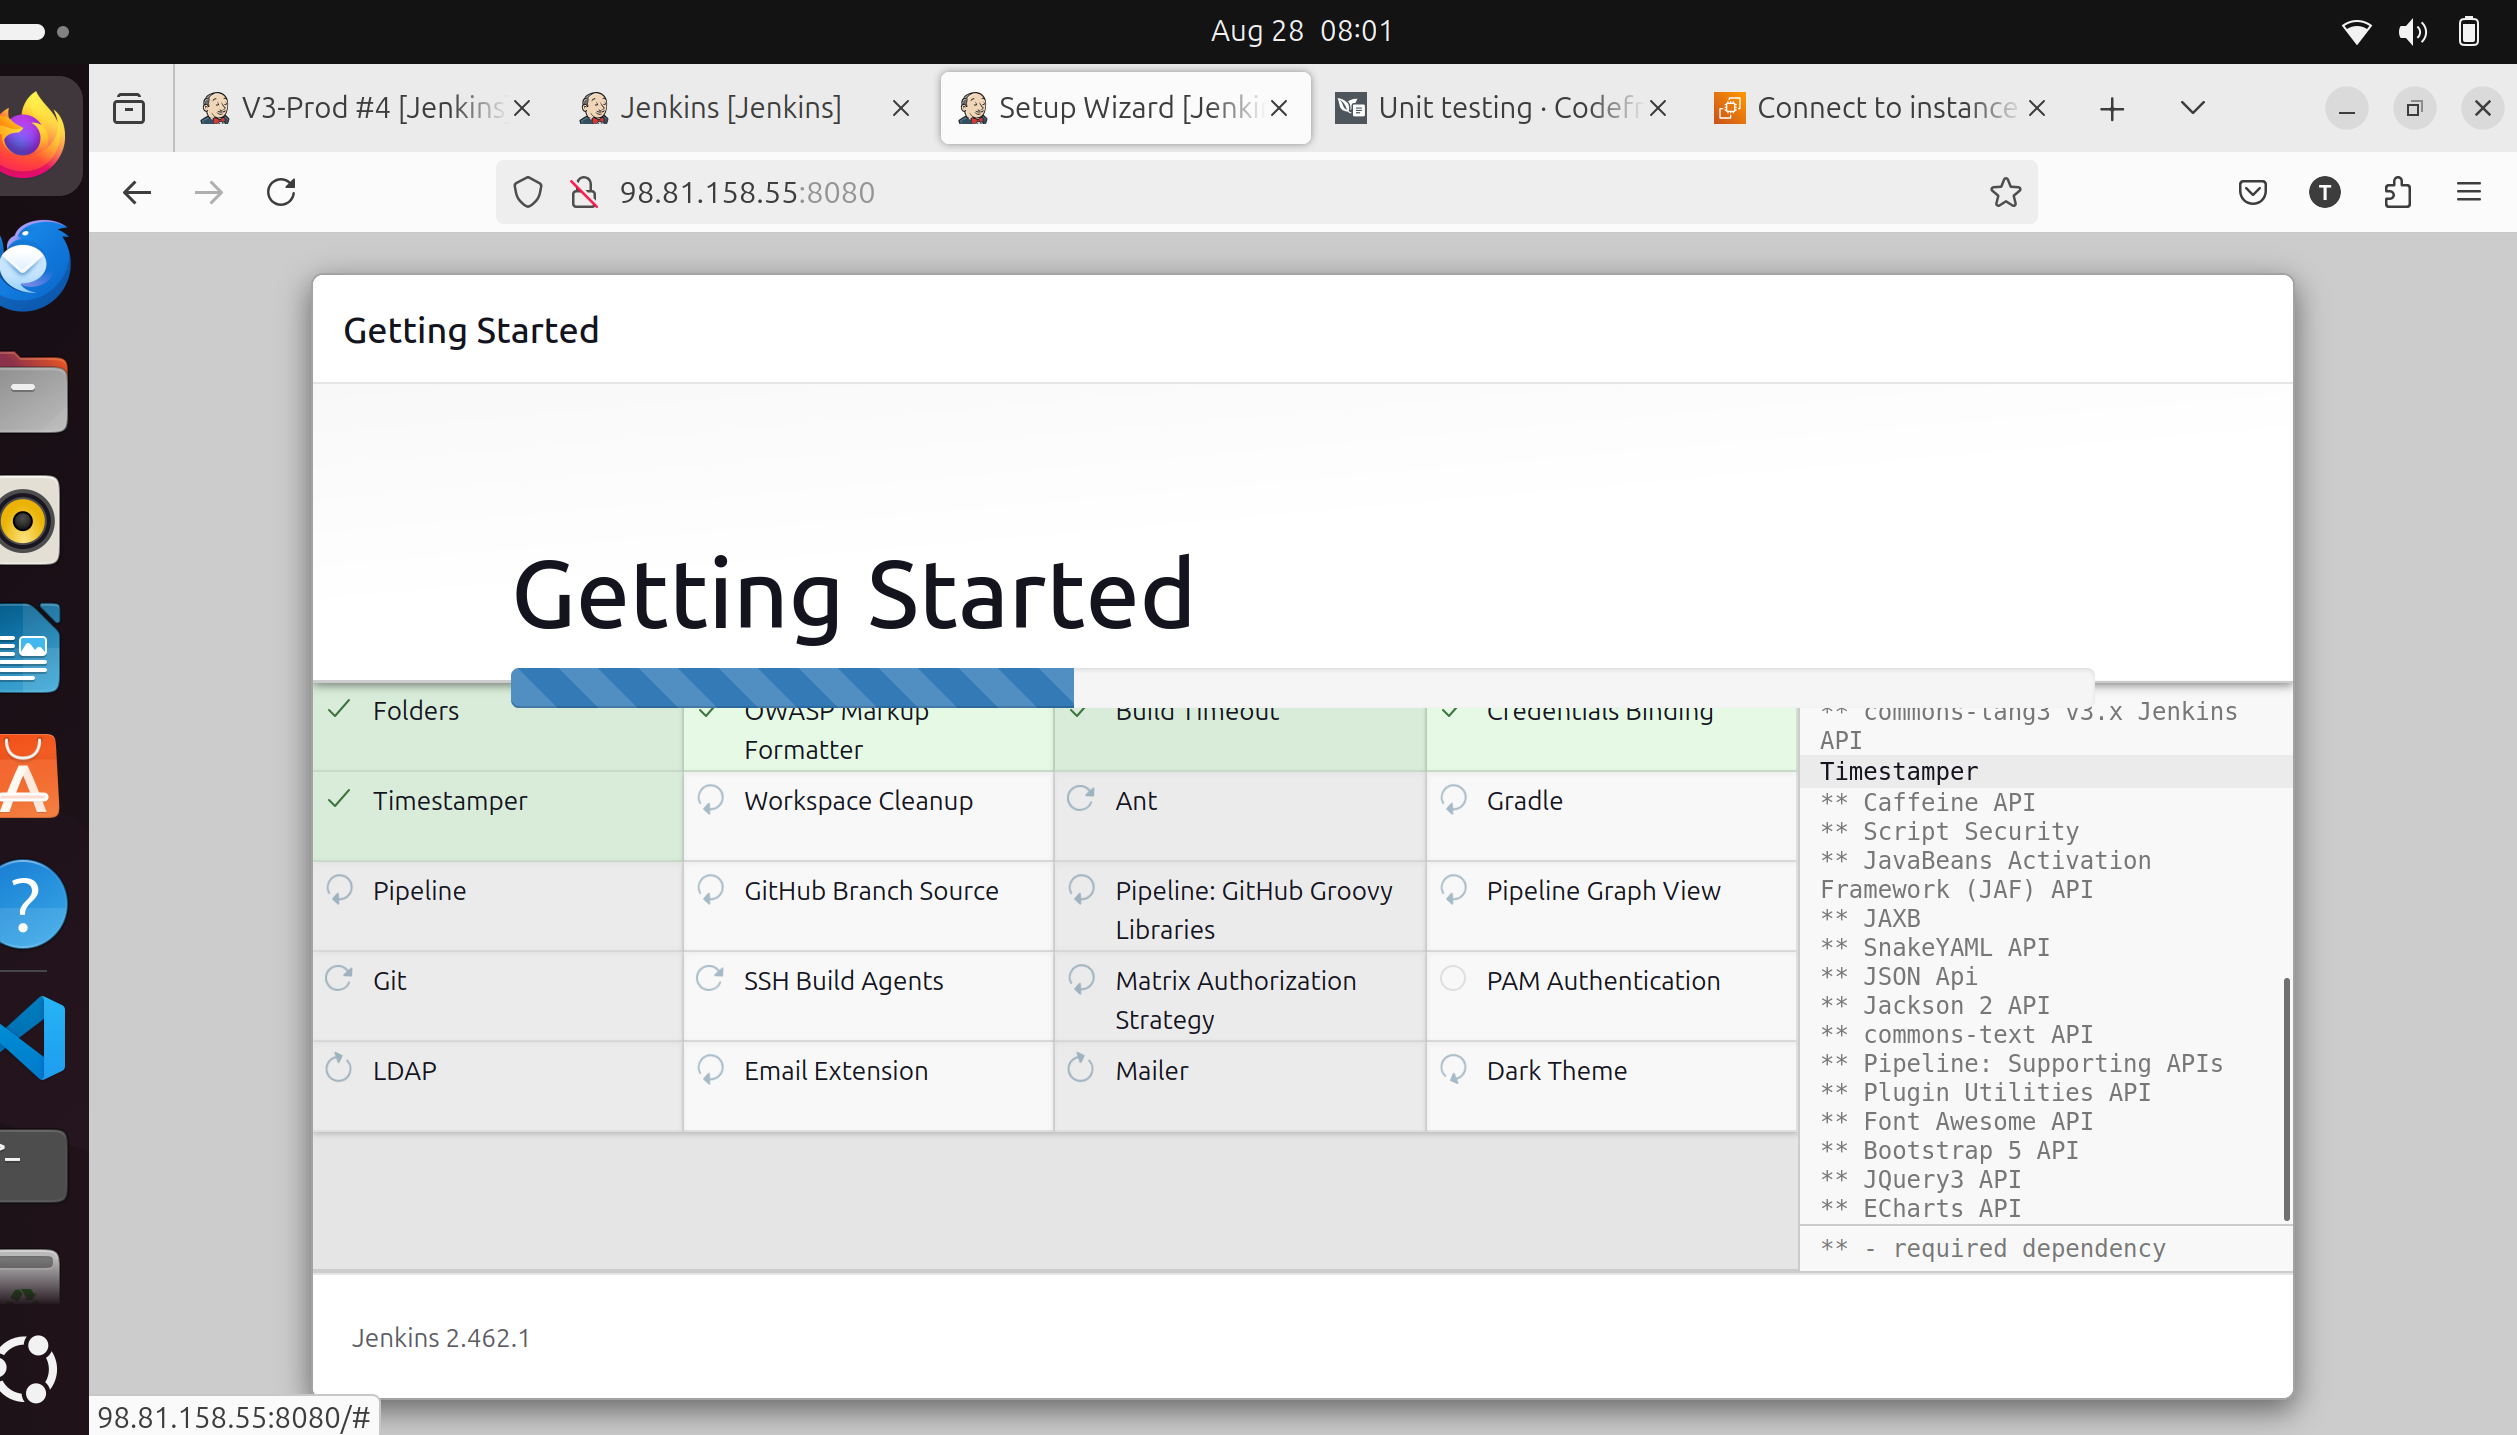 Aug 28 08:01
V3-Prod #4 [Jenkins
Jenkins [Jenkins]
Setup Wizard [Jenki
Unit testing · Codefr
Connect to instance
98.81.158.55:8080
T
Getting Started
Getting Started
Folders
OWASP Markup
Formatter
Build Timeout
Credentials Binding
Timestamper
Workspace Cleanup
Ant
Gradle
Pipeline
GitHub Branch Source
Pipeline: GitHub Groovy
Libraries
Pipeline Graph View
Git
SSH Build Agents
Matrix Authorization
Strategy
PAM Authentication
LDAP
Email Extension
Mailer
Dark Theme
** commons-lang3 v3.x Jenkins
API
Timestamper
** Caffeine API
** Script Security
** JavaBeans Activation
Framework (JAF) API
** JAXB
** SnakeYAML API
** JSON Api
** Jackson 2 API
** commons-text API
** Pipeline: Supporting APIs
** Plugin Utilities API
** Font Awesome API
** Bootstrap 5 API
** JQuery3 API
** ECharts API
** - required dependency
Jenkins 2.462.1
98.81.158.55:8080/#